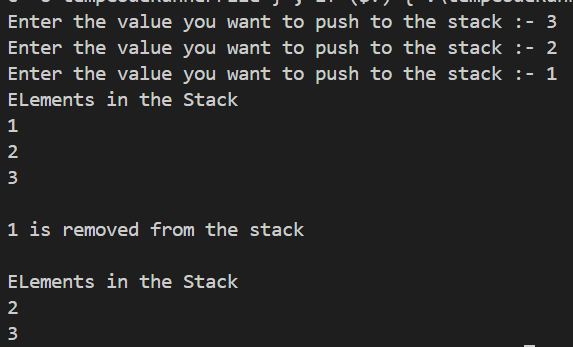 Enter the value you want to push to the stack :- 3
Enter the value you want to push to the stack :- 2
Enter the value you want to push to the stack :- 1
ELements in the Stack
1
2
3
1 is removed from the stack
ELements in the Stack
2
3